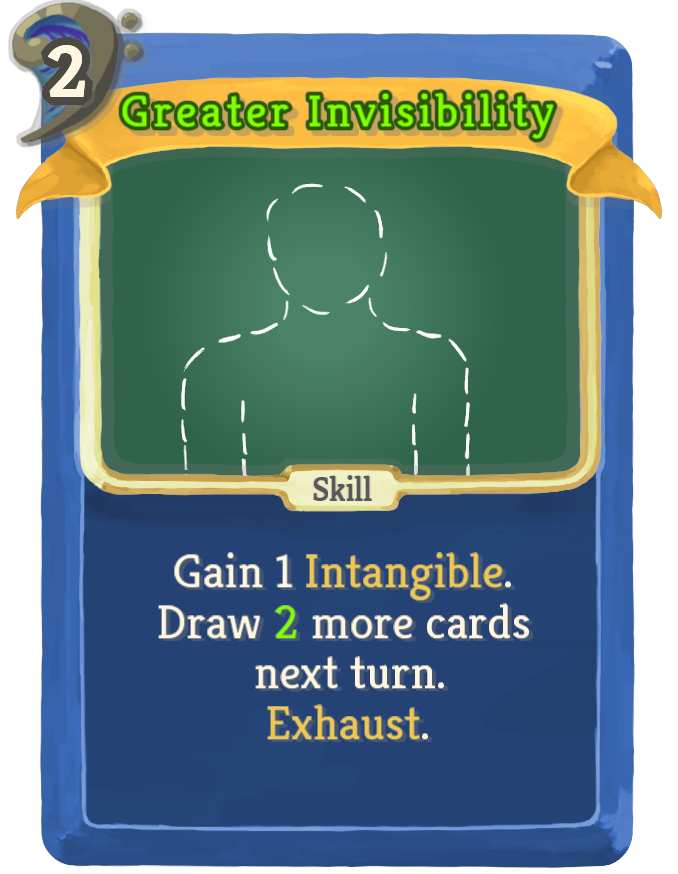 2
Greater Invisibility
Skill
Gain 1 Intangible.
Draw 2 more cards
next turn.
Exhaust.